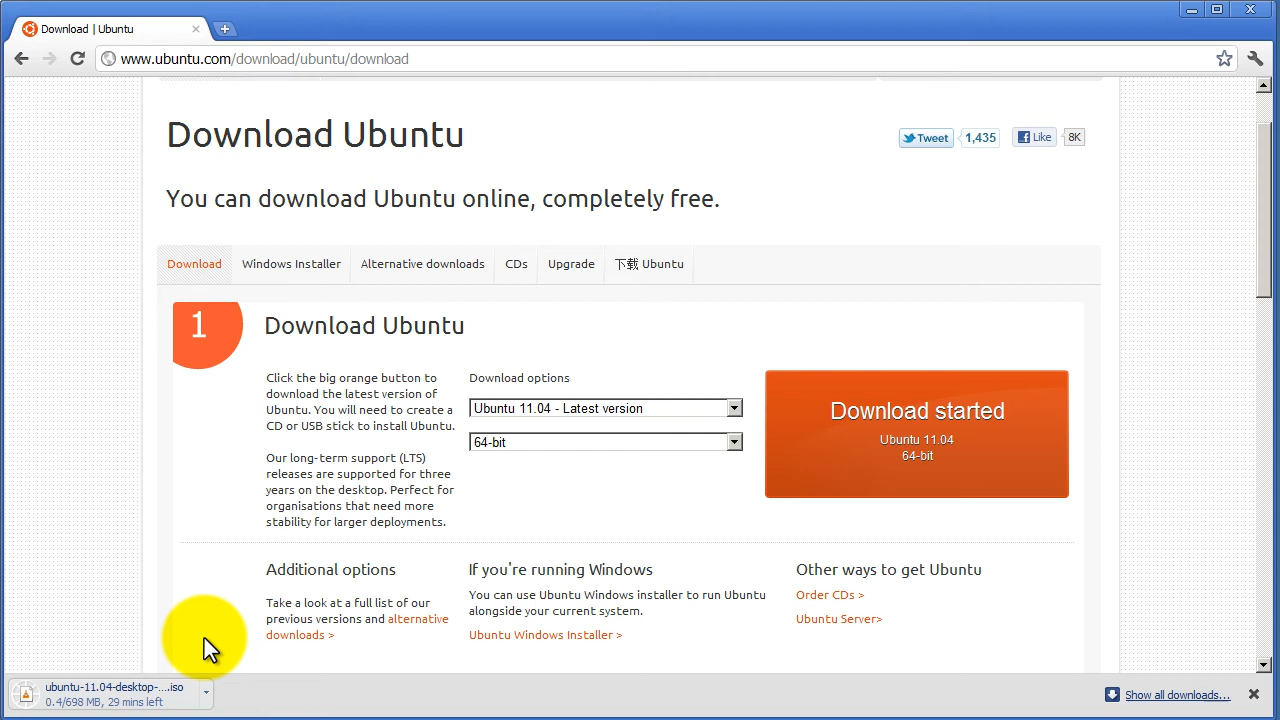 Download | Ubuntu
www.ubuntu.com/download/ubuntu/download
Download Ubuntu
Tweet 1,435 Like 8K
You can download Ubuntu online, completely free.
Download Windows Installer Alternative downloads CDs Upgrade 下载 Ubuntu
1
Download Ubuntu
Click the big orange button to
download the latest version of
Ubuntu. You will need to create a
CD or USB stick to install Ubuntu.
Our long-term support (LTS)
releases are supported for three
years on the desktop. Perfect for
organisations that need more
stability for larger deployments.
Download options
Ubuntu 11.04 - Latest version
64-bit
Download started
Ubuntu 11.04
64-bit
Additional options
Take a look at a full list of our
previous versions and alternative
downloads >
If you're running Windows
You can use Ubuntu Windows installer to run Ubuntu
alongside your current system.
Ubuntu Windows Installer >
Other ways to get Ubuntu
Order CDs >
Ubuntu Server>
ubuntu-11.04-desktop-....iso
0.4/698 MB, 29 mins left
Show all downloads...